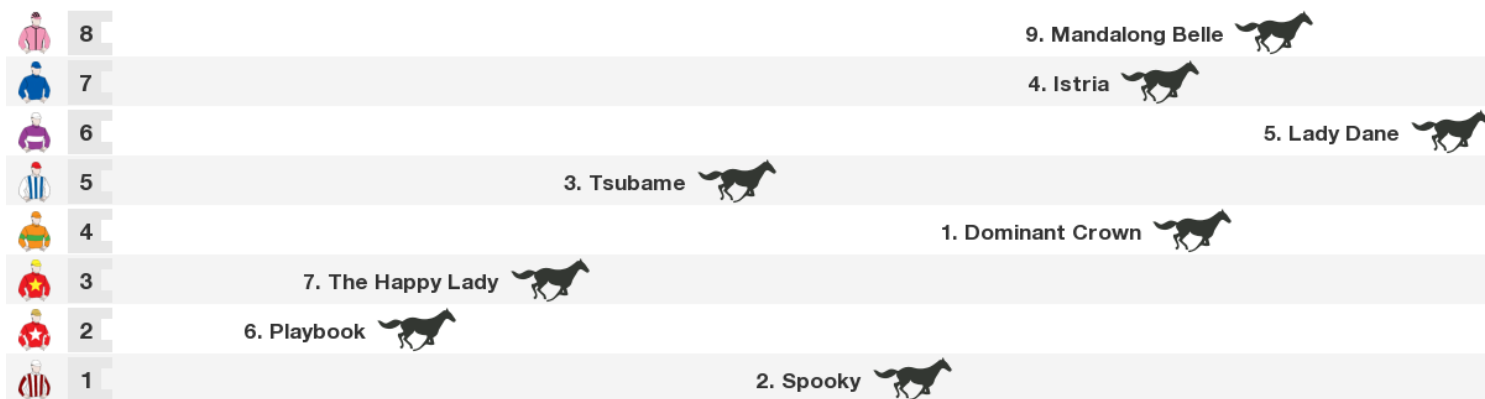 8 9. Mandalong Belle
7 4. Istria
6 5. Lady Dane
5 3. Tsubame
4 1. Dominant Crown
3 7. The Happy Lady
2 6. Playbook
1 2. Spooky